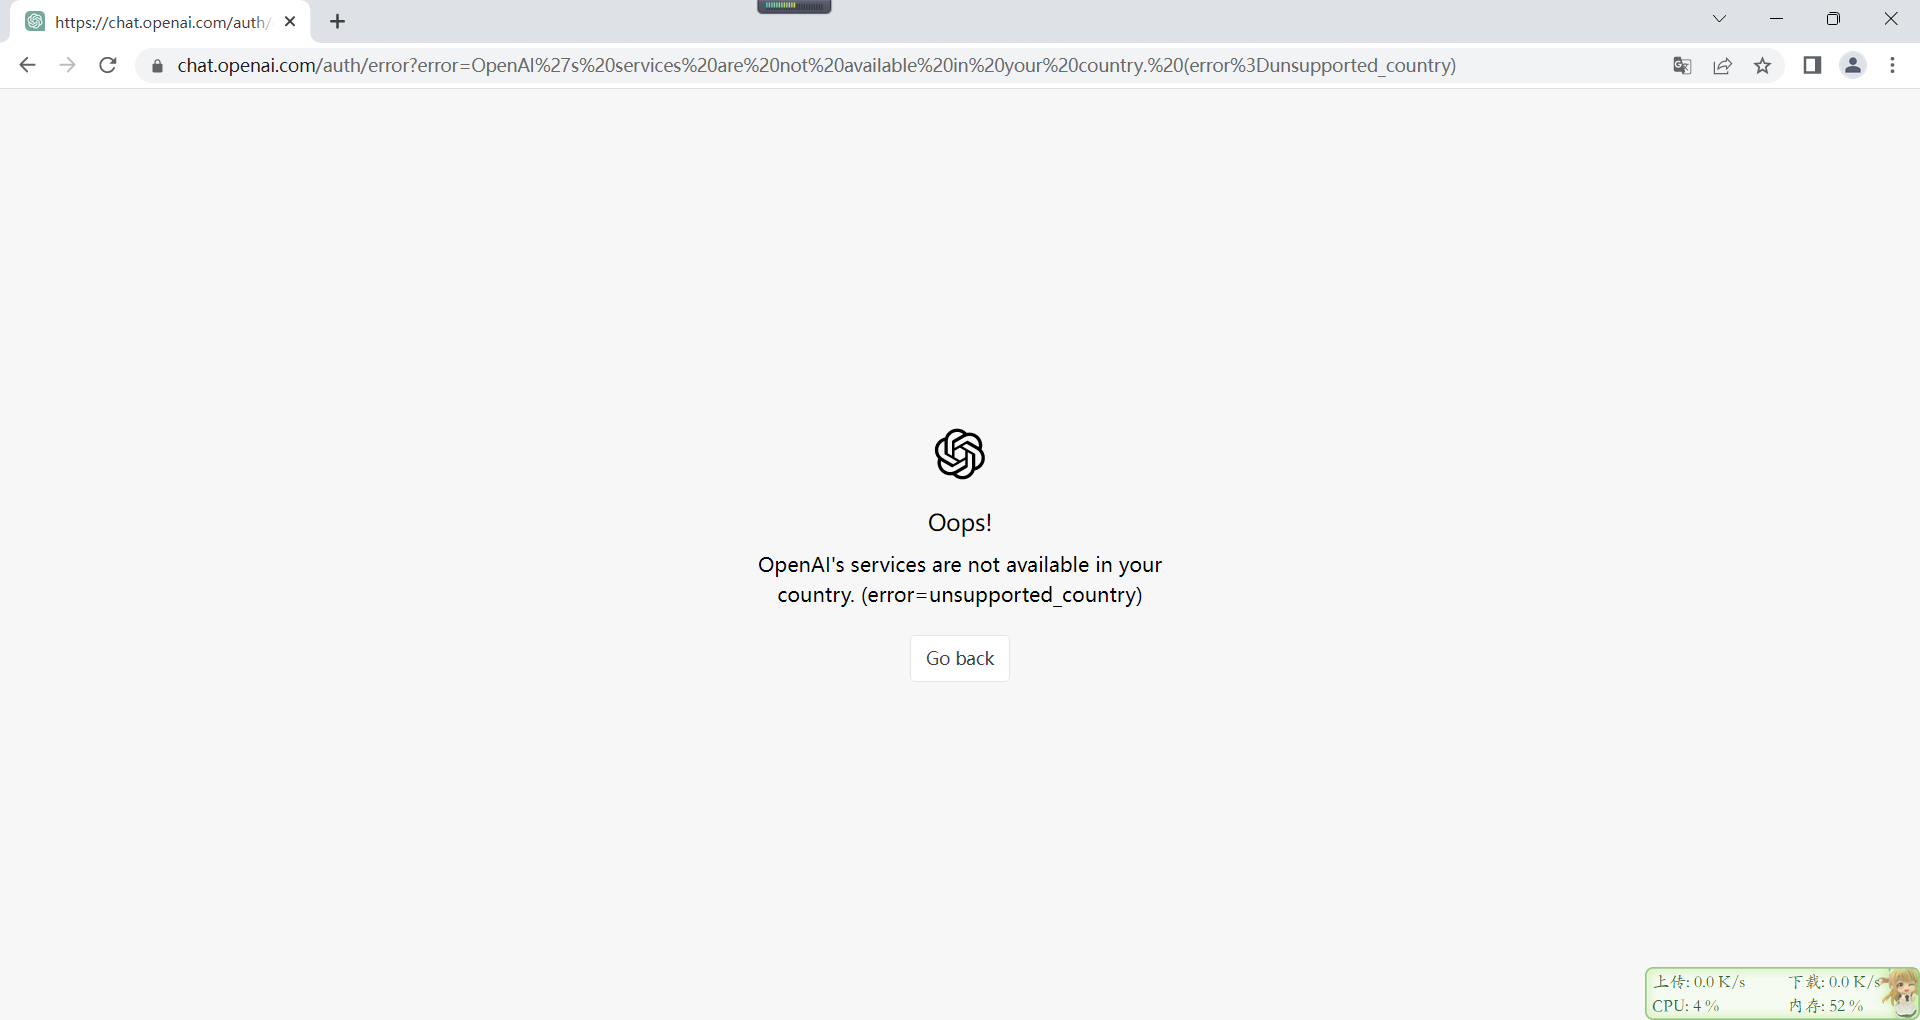 https://chat.openai.com/auth/
chat.openai.com/auth/error?error=OpenAI%27s%20services%20are%20not%20available%20in%20your%20country.%20(error%3Dunsupported_country)
Oops!
OpenAI's services are not available in your
country. (error=unsupported_country)
Go back
上传: 0.0 K/s 下载: 0.0 K/s
CPU: 4 % 内存: 52 %